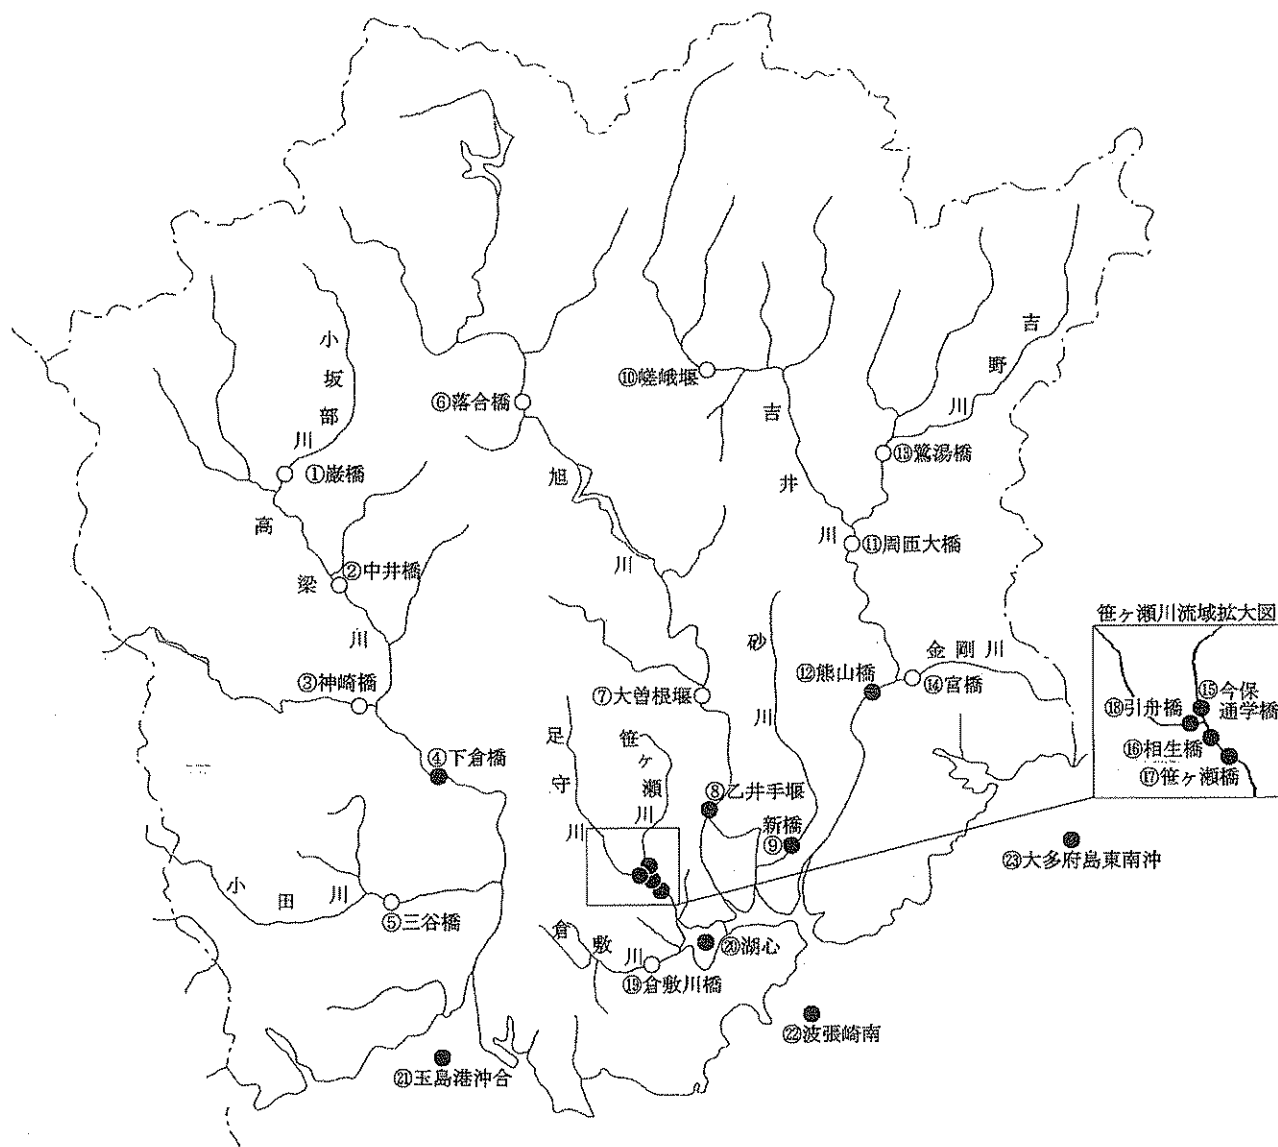 小坂部川
①巌橋
高梁川
②中井橋
③神崎橋
④下倉橋
小田川
⑤三谷橋
⑥落合橋
旭川
⑦大曽根堰
⑧乙井手堰
砂川
新橋
⑨
⑩嵯峨堰
吉井川
⑪周匝大橋
⑫熊山橋
吉野川
⑬鷺湯橋
金剛川
⑭宮橋
足守川
笹ヶ瀬川
笹ヶ瀬川流域拡大図
⑮今保
通学橋
⑱引舟橋
⑯相生橋
⑰笹ヶ瀬橋
倉敷川
⑲倉敷川橋
⑳湖心
㉑玉島港沖合
㉒波張崎南
㉓大多府島東南沖